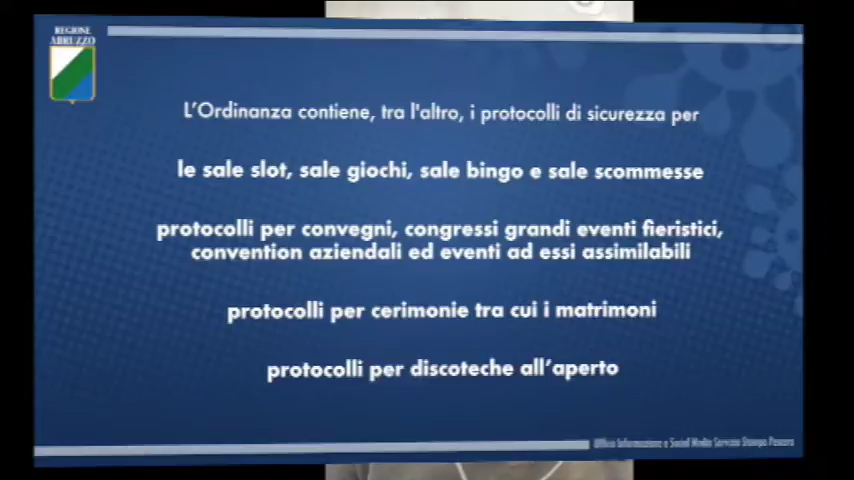 REGIONE
ABRUZZO
L'Ordinanza contiene, tra l'altro, i protocolli di sicurezza per
le sale slot, sale giochi, sale bingo e sale scommesse
protocolli per convegni, congressi grandi eventi fieristici,
convention aziendali ed eventi ad essi assimilabili
protocolli per cerimonie tra cui i matrimoni
protocolli per discoteche all'aperto
Ufficio Informazione e Social Media Servizio Stampa Pescara